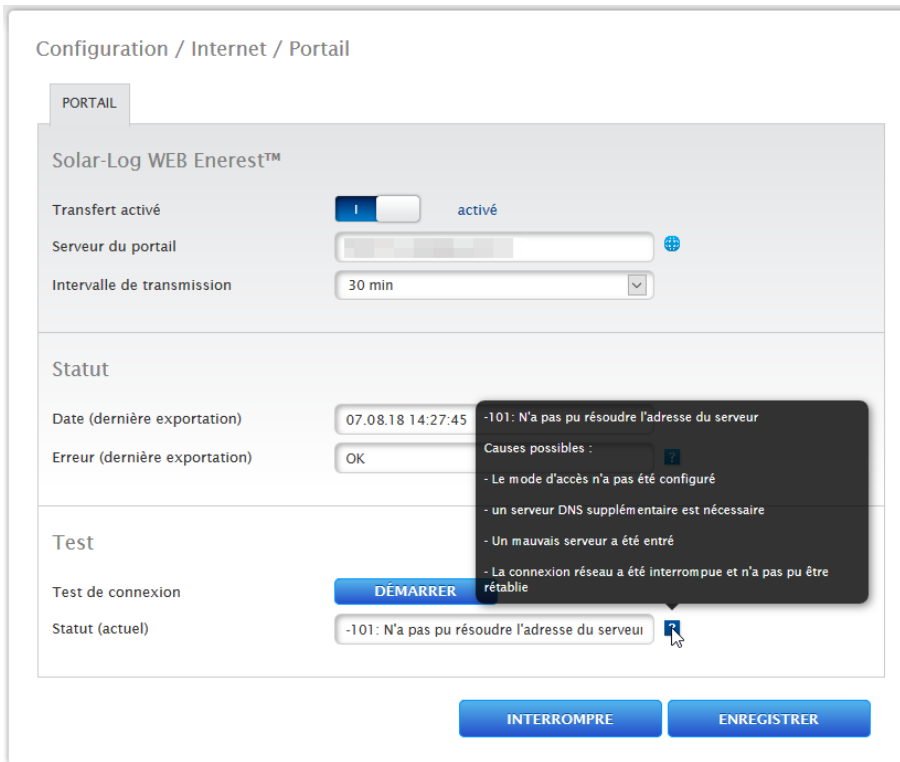 Configuration / Internet / Portail
PORTAIL
Solar-Log WEB Enerest™
Transfert activé
I
activé
Serveur du portail
Intervalle de transmission
30 min
Statut
Date (dernière exportation)
07.08.18 14:27:45
Erreur (dernière exportation)
OK
?
-101: N'a pas pu résoudre l'adresse du serveur
Causes possibles :
- Le mode d'accès n'a pas été configuré
- un serveur DNS supplémentaire est nécessaire
- Un mauvais serveur a été entré
- La connexion réseau a été interrompue et n'a pas pu être
rétablie
Test
Test de connexion
DÉMARRER
Statut (actuel)
-101: N'a pas pu résoudre l'adresse du serveur
?
INTERROMPRE
ENREGISTRER